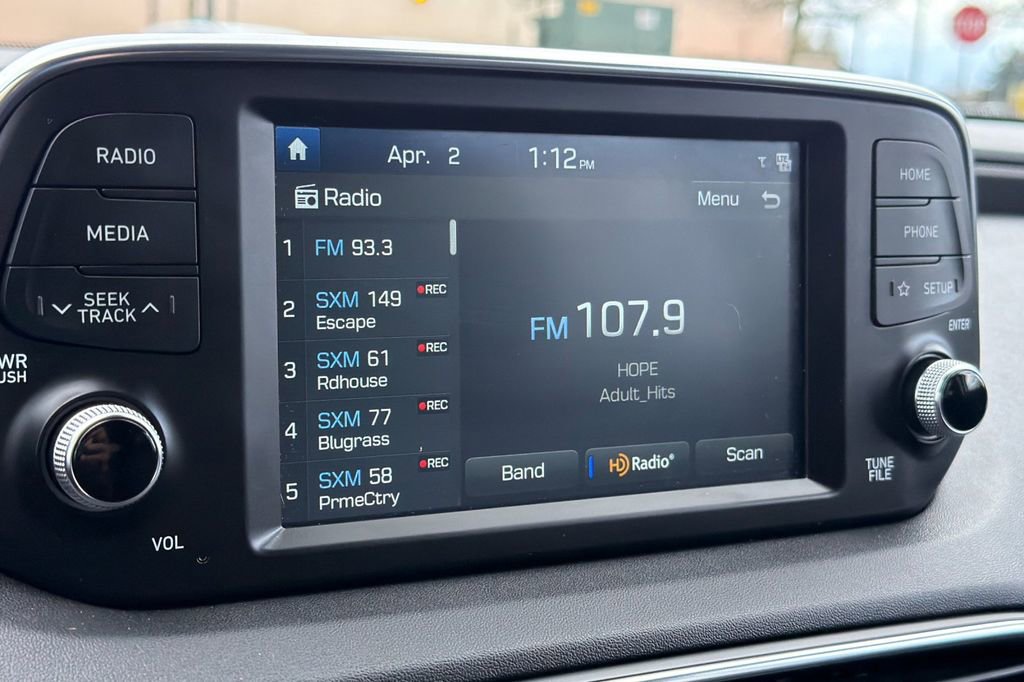 RADIO
MEDIA
SEEK
TRACK
WR
USH
VOL
Apr. 2 1:12 PM
Radio
Menu
1 FM 93.3
2 SXM 149 REC
Escape
3 SXM 61 REC
Rdhouse
4 SXM 77 REC
Blugrass
5 SXM 58 REC
PrmeCtry
FM 107.9
HOPE
Adult_Hits
Band
HD Radio®
Scan
HOME
PHONE
SETUP
ENTER
TUNE
FILE